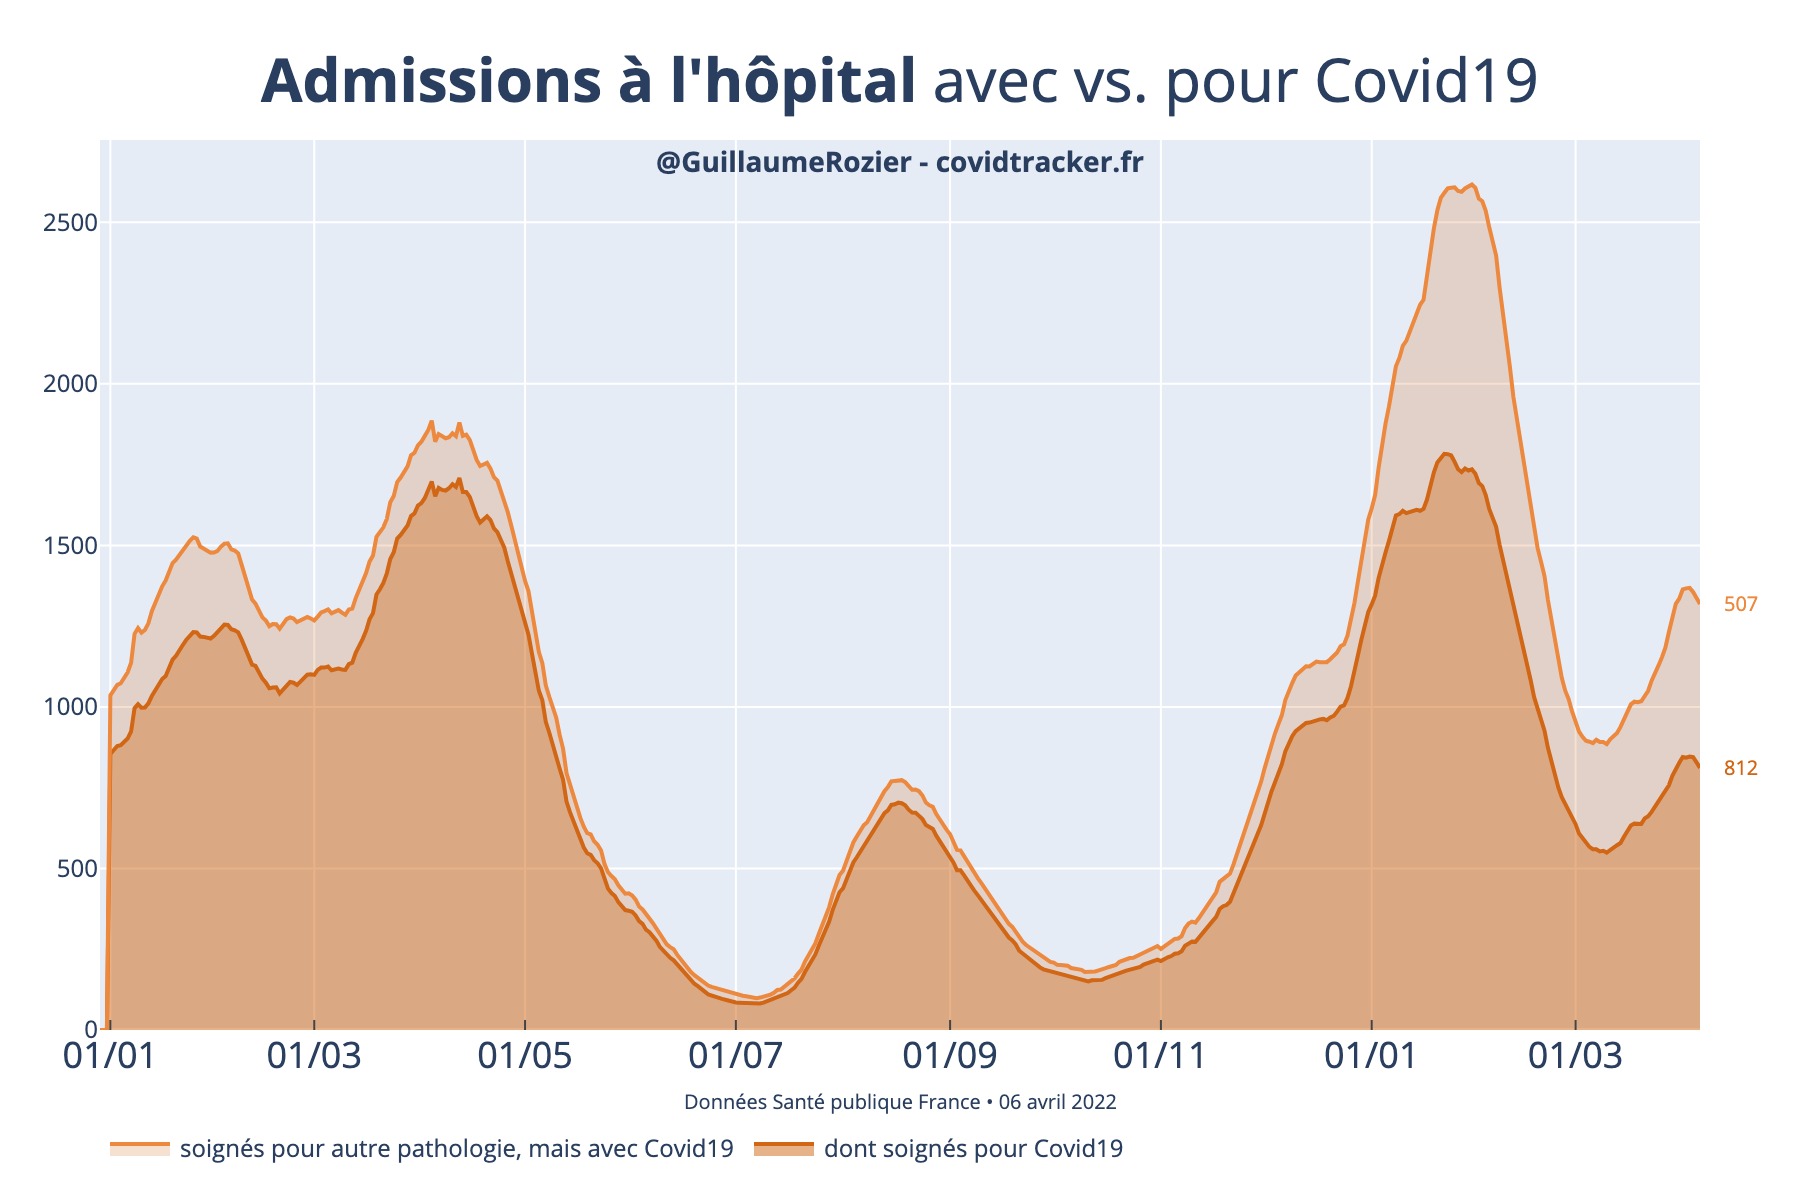 Admissions à l'hôpital avec vs. pour Covid19
@GuillaumeRozier - covidtracker.fr
2500
2000
1500
1000
500
0
507
812
01/01 01/03 01/05 01/07 01/09 01/11 01/01 01/03
Données Santé publique France • 06 avril 2022
soignés pour autre pathologie, mais avec Covid19 dont soignés pour Covid19